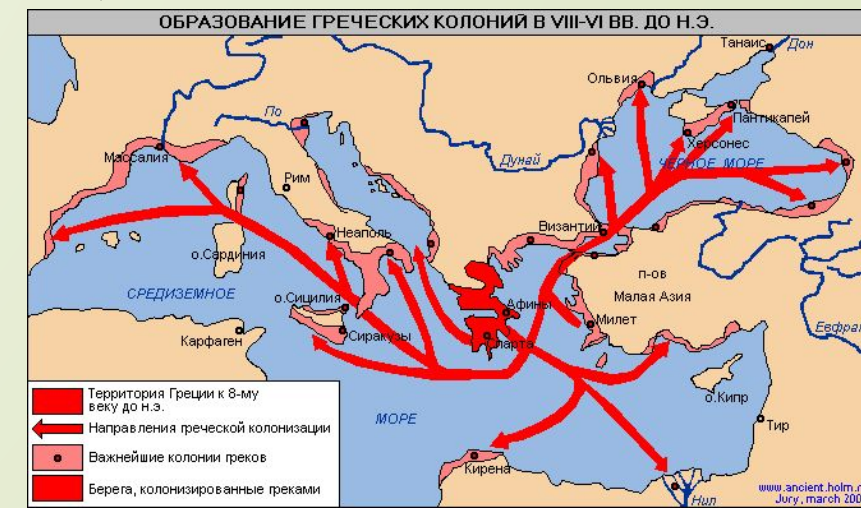 ОБРАЗОВАНИЕ ГРЕЧЕСКИХ КОЛОНИЙ В VIII-VI ВВ. ДО Н.Э.
Танаис
Дон
Ольвия
По
Пантикапей
Массалия
Дунай
Херсонес
ЧЕРНОЕ МОРЕ
Рим
Неаполь
Византий
о.Сардиния
п-ов
Малая Азия
СРЕДИЗЕМНОЕ
о.Сицилия
Афины
Милет
Карфаген
Сиракузы
Евфрат
о.Кипр
МОРЕ
Тир
Кирена
Нил
Территория Греции к 8-му
веку до н.э.
Направления греческой колонизации
Важнейшие колонии греков
Берега, колонизированные греками
www.ancient.holm.r
Jury, march 200